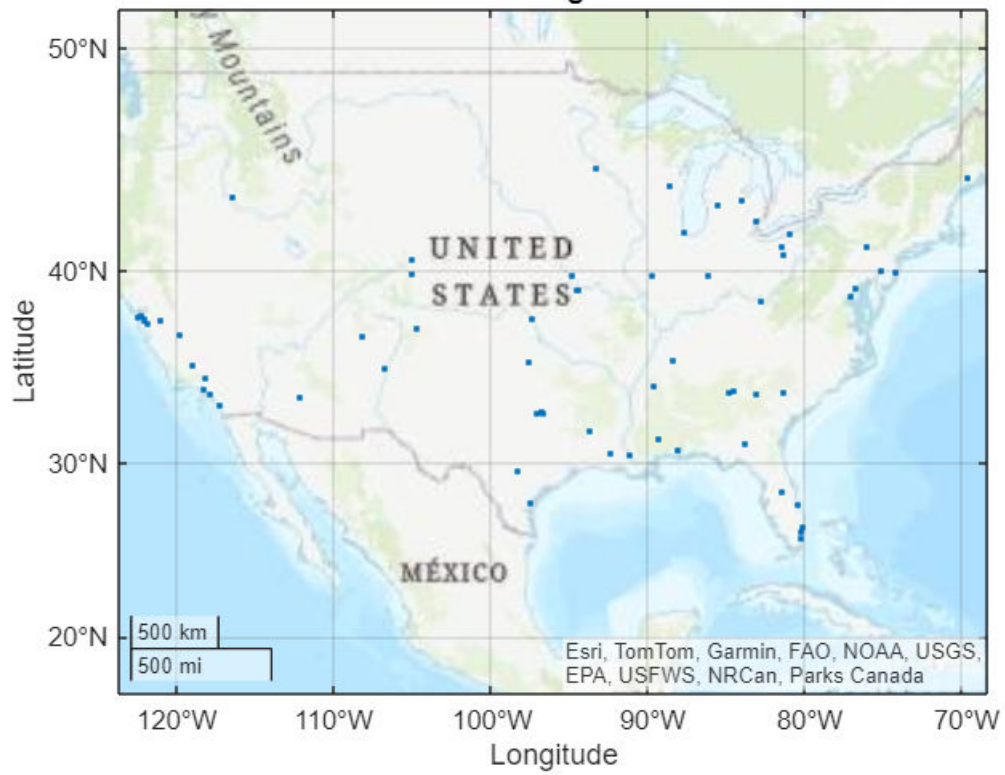 y Mountains
50°N
40°N
30°N
20°N
Latitude
UNITED
STATES
MÉXICO
500 km
500 mi
Esri, TomTom, Garmin, FAO, NOAA, USGS,
EPA, USFWS, NRCan, Parks Canada
120°W 110°W 100°W 90°W 80°W 70°W
Longitude